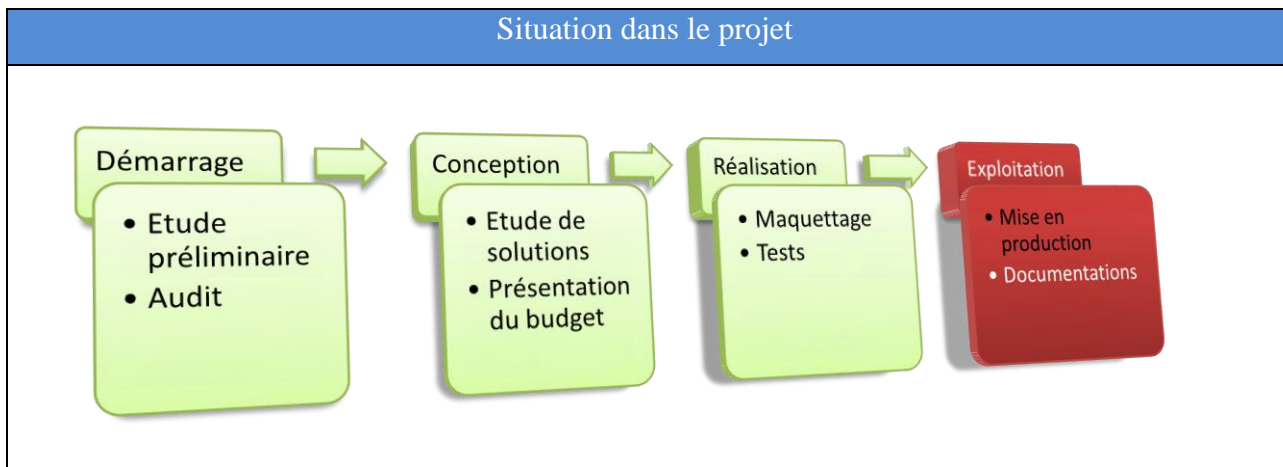 Situation dans le projet
Démarrage
• Etude
préliminaire
• Audit
Conception
• Etude de
solutions
• Présentation
du budget
Réalisation
• Maquettage
• Tests
Exploitation
• Mise en
production
• Documentations